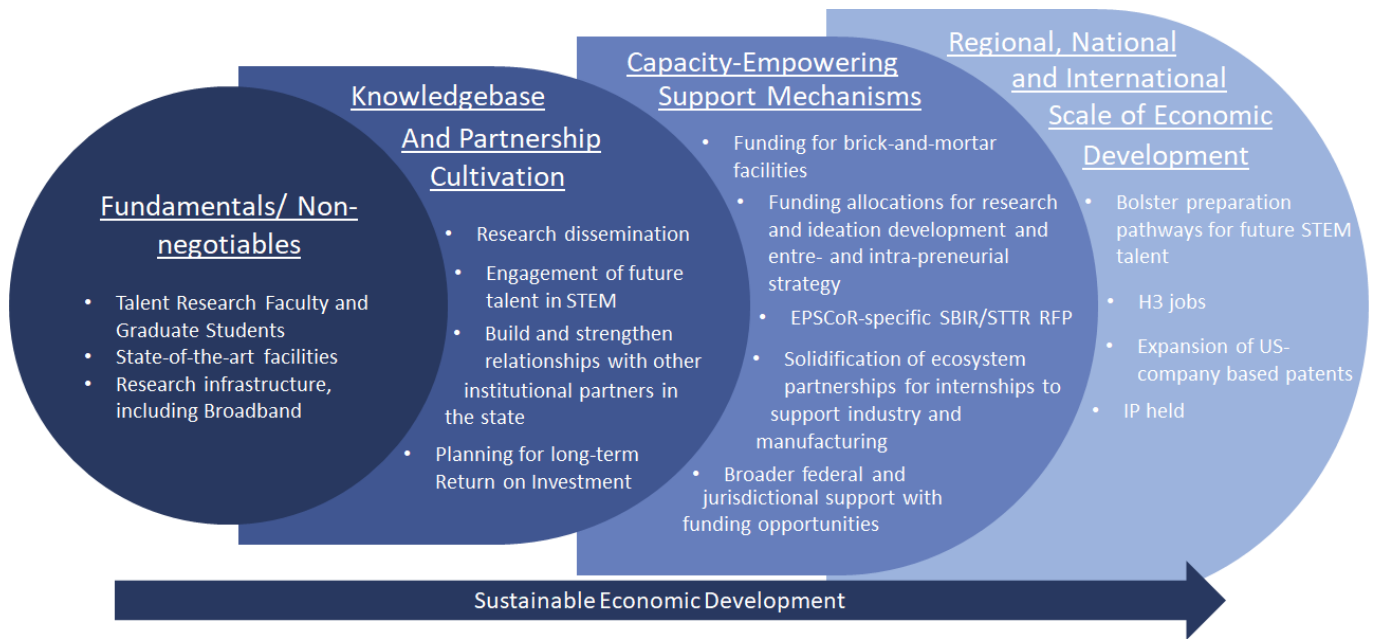 Fundamentals/ Non-
negotiables
• Talent Research Faculty and
Graduate Students
• State-of-the-art facilities
• Research infrastructure,
including Broadband
Knowledgebase
And Partnership
Cultivation
• Research dissemination
• Engagement of future
talent in STEM
• Build and strengthen
relationships with other
institutional partners in
the state
• Planning for long-term
Return on Investment
Capacity-Empowering
Support Mechanisms
• Funding for brick-and-mortar
facilities
• Funding allocations for research
and ideation development and
entre- and intra-preneurial
strategy
• EPSCoR-specific SBIR/STTR RFP
• Solidification of ecosystem
partnerships for internships to
support industry and
manufacturing
• Broader federal and
jurisdictional support with
funding opportunities
Regional, National
and International
Scale of Economic
Development
• Bolster preparation
pathways for future STEM
talent
• H3 jobs
• Expansion of US-
company based patents
• IP held
Sustainable Economic Development